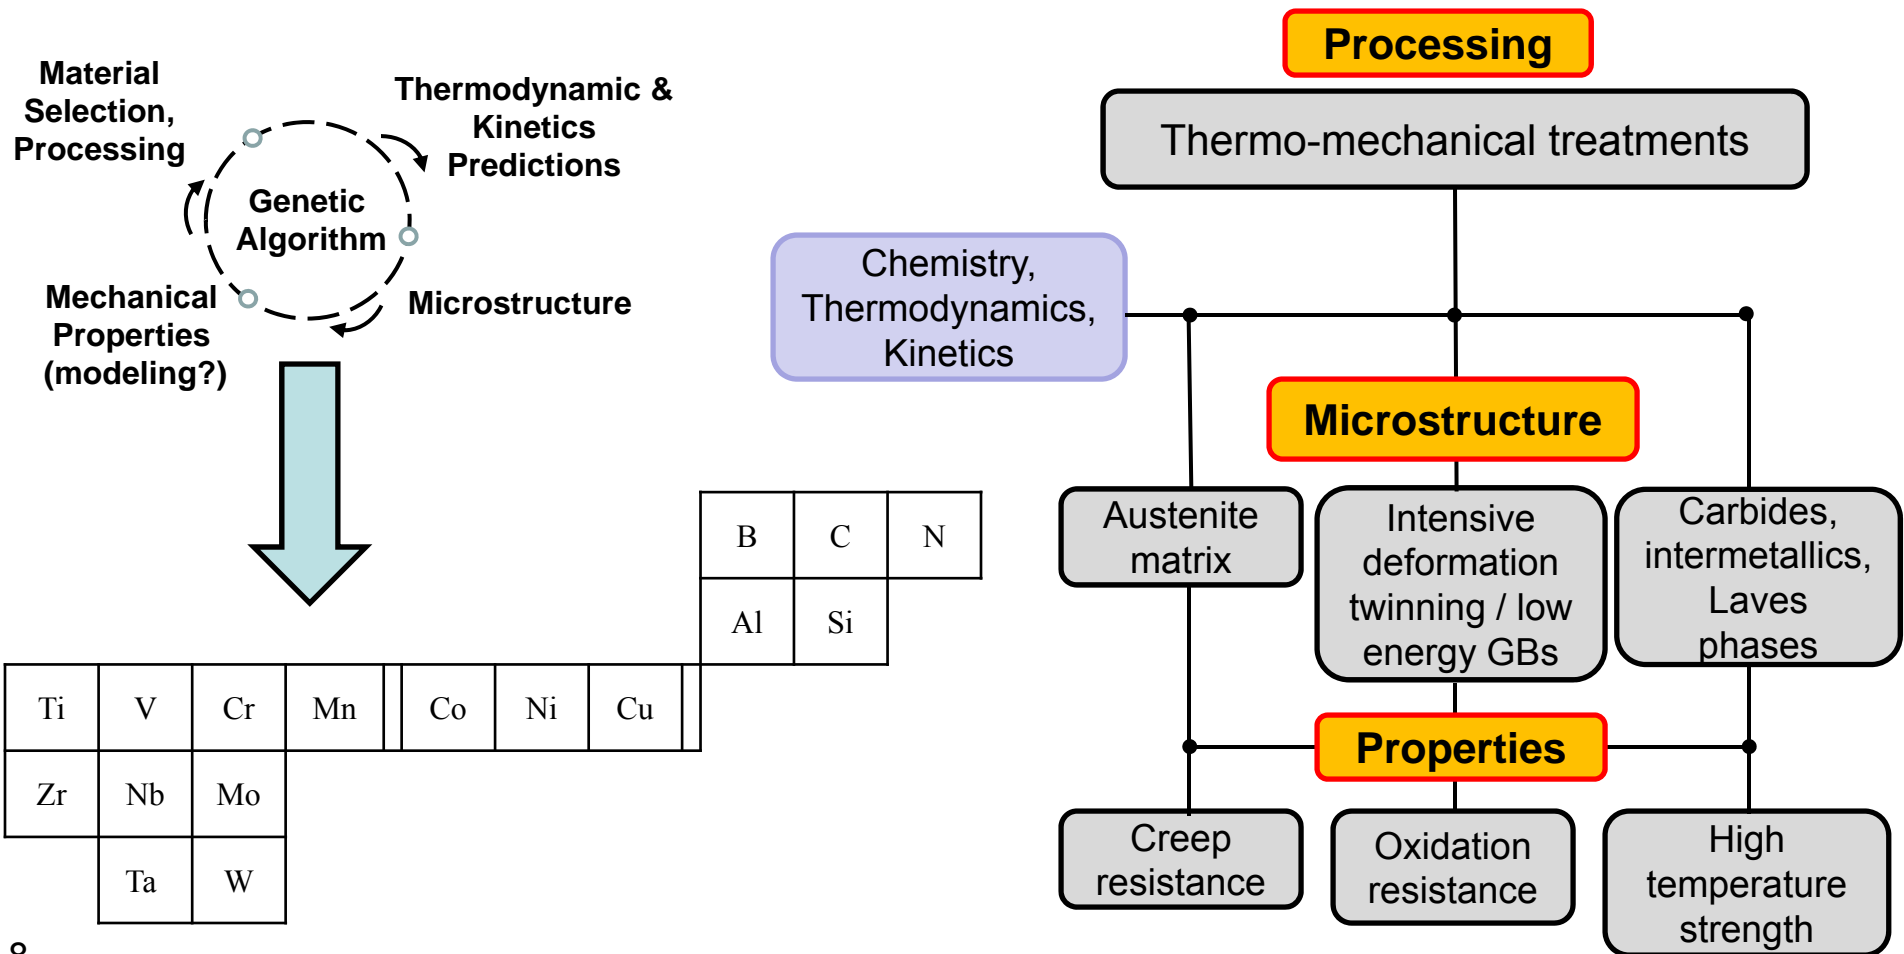 Material
Selection,
Processing
Thermodynamic &
Kinetics
Predictions
Genetic
Algorithm
Mechanical
Properties
(modeling?)
Microstructure
B C N
Al Si
Ti V Cr Mn Co Ni Cu
Zr Nb Mo
Ta W
Processing
Thermo-mechanical treatments
Chemistry,
Thermodynamics,
Kinetics
Microstructure
Austenite
matrix
Intensive
deformation
twinning / low
energy GBs
Carbides,
intermetallics,
Laves
phases
Properties
Creep
resistance
Oxidation
resistance
High
temperature
strength